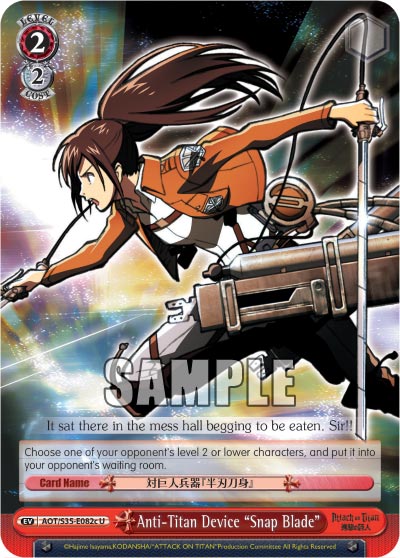 LEVEL
2
2
COST
SAMPLE
It sat there in the mess hall begging to be eaten. Sir!!
Choose one of your opponent's level 2 or lower characters, and put it into
your opponent's waiting room.
Card Name 対巨人兵器『半刃刀身』
EV AOT/S35-E082c U Anti-Titan Device “Snap Blade”
Attack on Titan
進撃の巨人
©Hajime Isayama,KODANSHA/"ATTACK ON TITAN"Production Committee. All Rights Reserved.